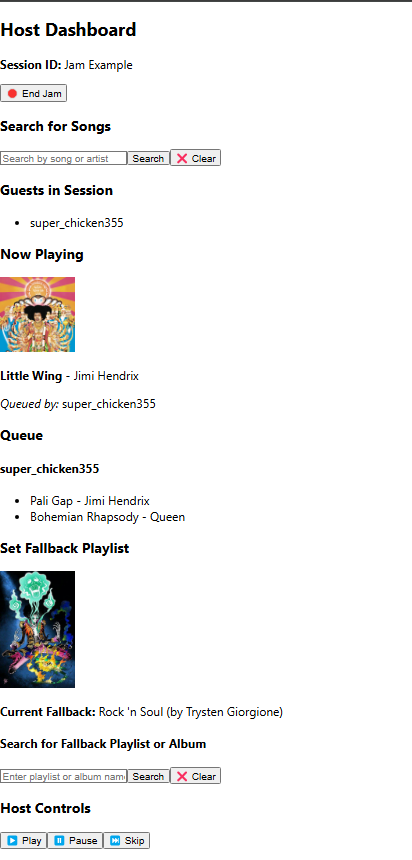 Host Dashboard
Session ID: Jam Example
End Jam
Search for Songs
Search by song or artist Search ❌ Clear
Guests in Session
• super_chicken355
Now Playing
Little Wing - Jimi Hendrix
Queued by: super_chicken355
Queue
super_chicken355
• Pali Gap - Jimi Hendrix
• Bohemian Rhapsody - Queen
Set Fallback Playlist
Current Fallback: Rock 'n Soul (by Trysten Giorgione)
Search for Fallback Playlist or Album
Enter playlist or album nam Search ❌ Clear
Host Controls
Play Pause Skip